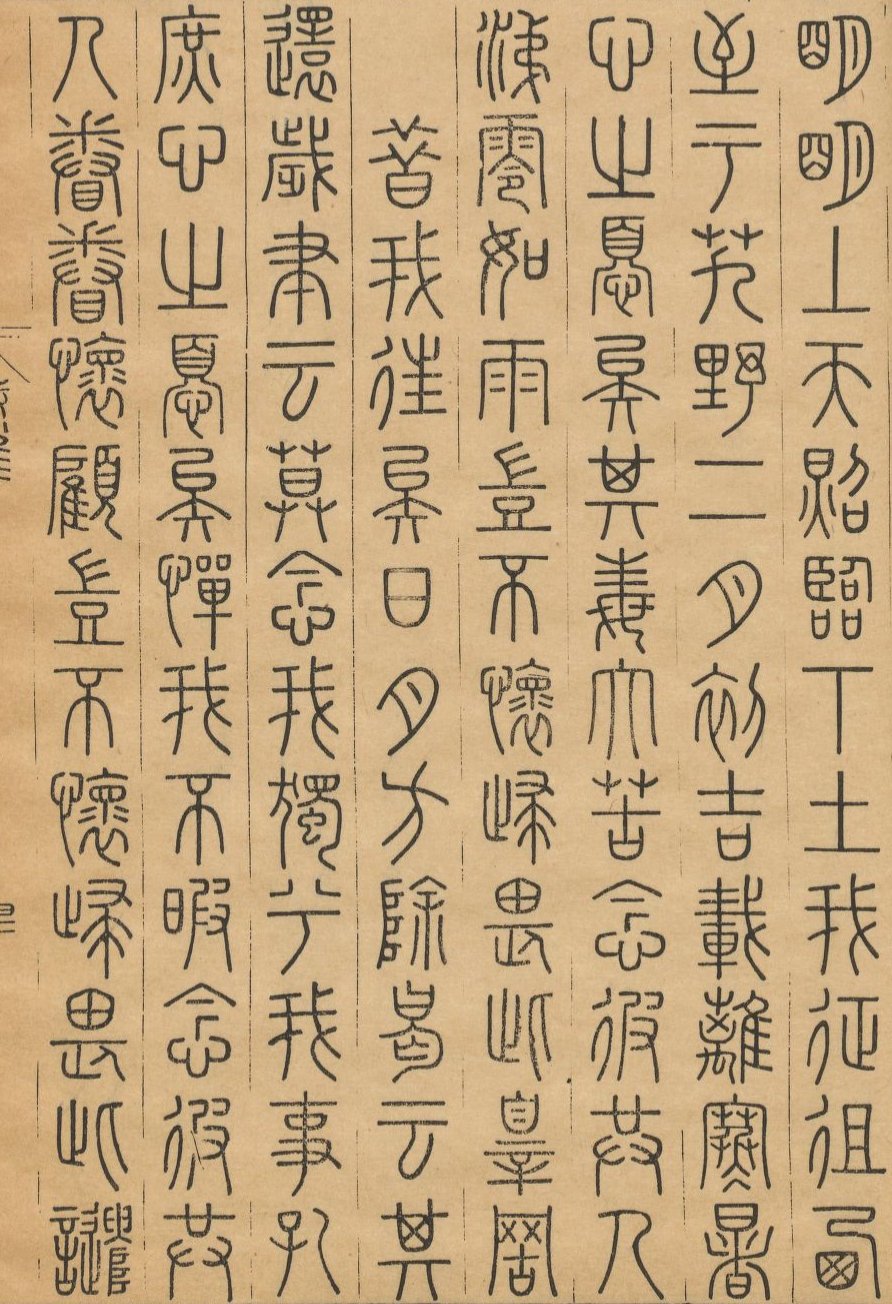 明明上天照臨下土我征徂西
至于艽野二月初吉載離寒暑
心之憂矣其毒大苦念彼共人
涕零如雨豈不懷歸畏此辠罟
昔我往矣日月方除曷云其
還歲聿云莫念我獨兮我事孔
庶心之憂矣憚我不暇念彼共
人眷眷懷顧豈不懷歸畏此譴